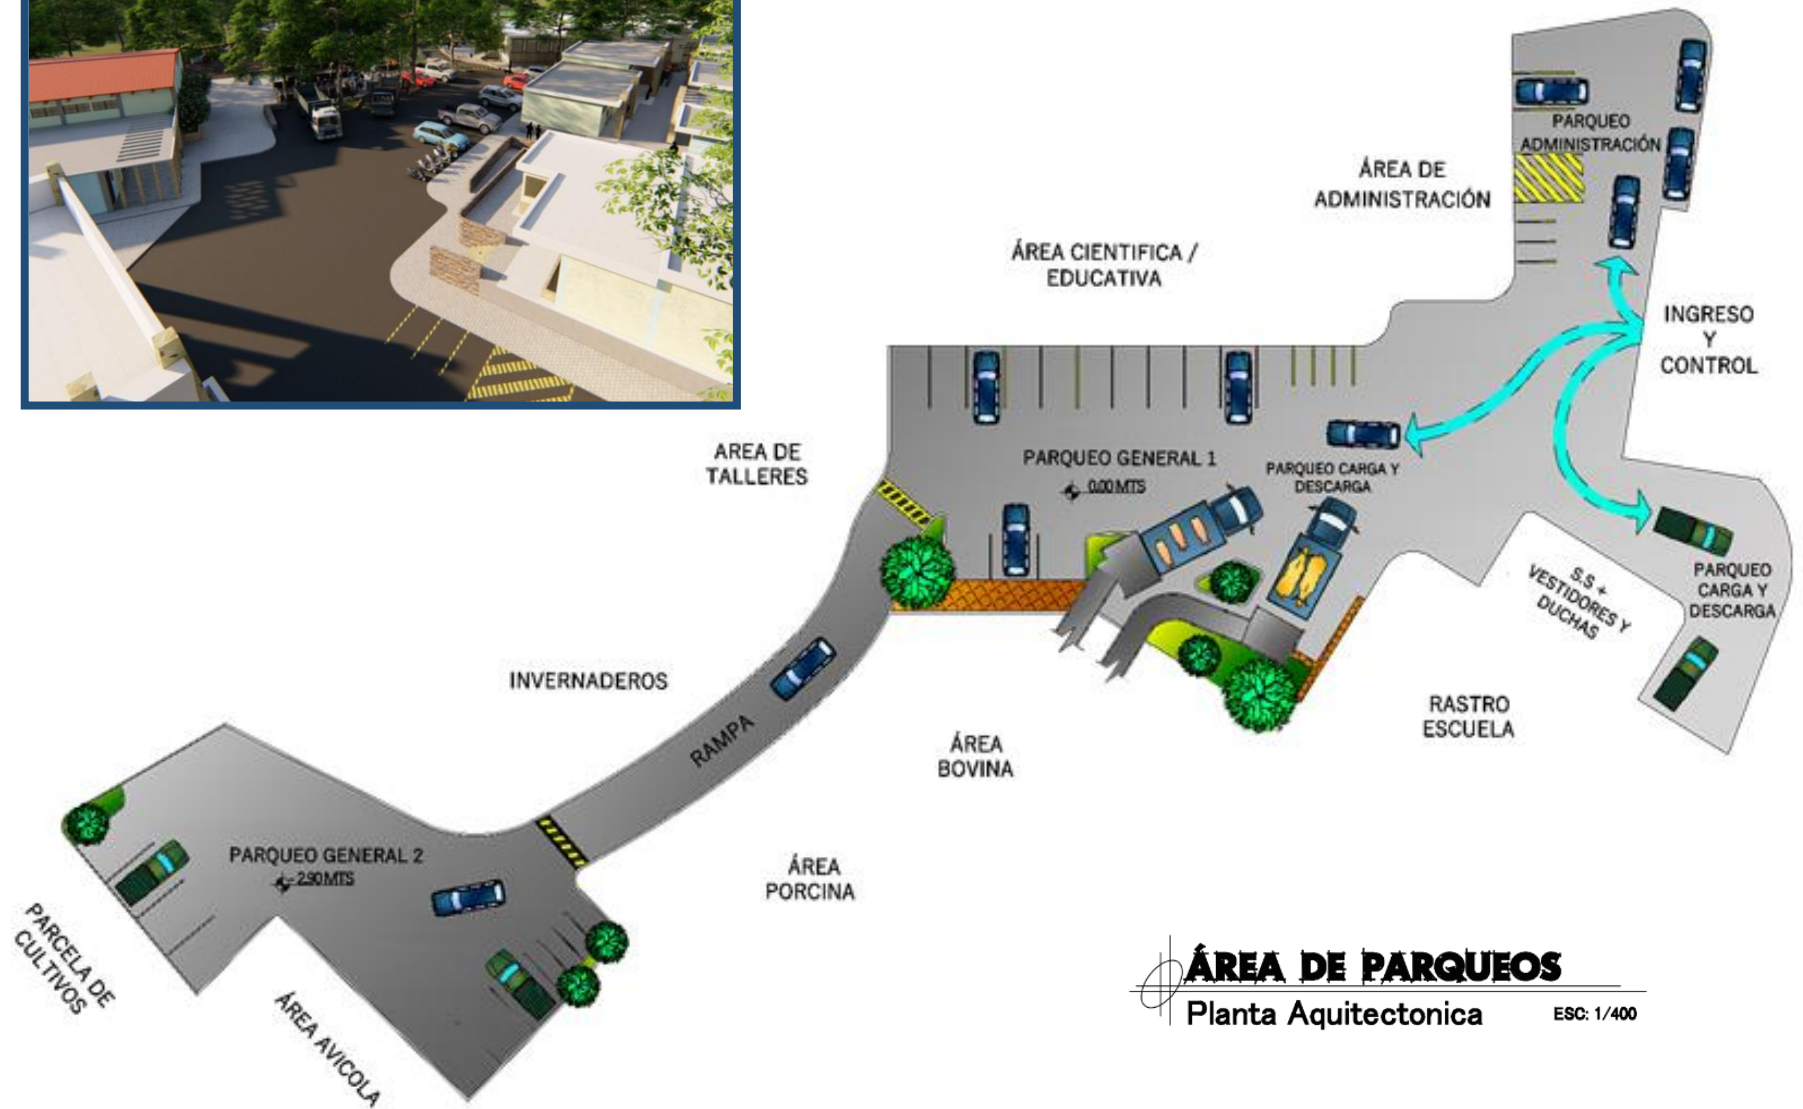 PARQUEO
ADMINISTRACIÓN
ÁREA DE
ADMINISTRACIÓN
ÁREA CIENTIFICA /
EDUCATIVA
INGRESO
Y
CONTROL
AREA DE
TALLERES
PARQUEO GENERAL 1
0.00 MTS
PARQUEO CARGA Y
DESCARGA
S.S +
VESTIDORES Y
DUCHAS
PARQUEO
CARGA Y
DESCARGA
INVERNADEROS
RAMPA
ÁREA
BOVINA
RASTRO
ESCUELA
PARQUEO GENERAL 2
- 2.90 MTS
ÁREA
PORCINA
PARCELA DE
CULTIVOS
ÁREA AVICOLA
ÁREA DE PARQUEOS
Planta Aquitectonica
ESC: 1/400